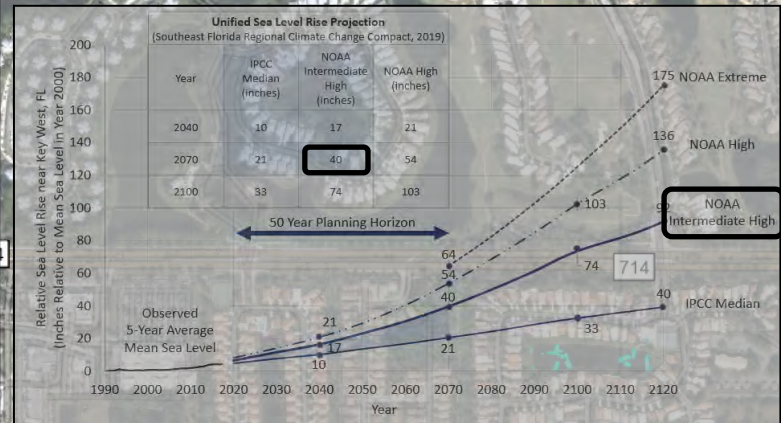 Unified Sea Level Rise Projection
(Southeast Florida Regional Climate Change Compact, 2019)
Year
IPCC
Median
(inches)
NOAA
Intermediate
High
(inches)
NOAA High
(inches)
2040 10 17 21
2070 21 40 54
2100 33 74 103
Relative Sea Level Rise near Key West, FL
(Inches Relative to Mean Sea Level in Year 2000)
200
180
160
140
120
100
80
60
40
20
0
50 Year Planning Horizon
Observed
5-Year Average
Mean Sea Level
175 NOAA Extreme
136
NOAA High
103
92
NOAA
Intermediate High
64
54
40
74
714
40
IPCC Median
21
17
10
21
33
1990 2000 2010 2020 2030 2040 2050 2060 2070 2080 2090 2100 2110 2120
Year